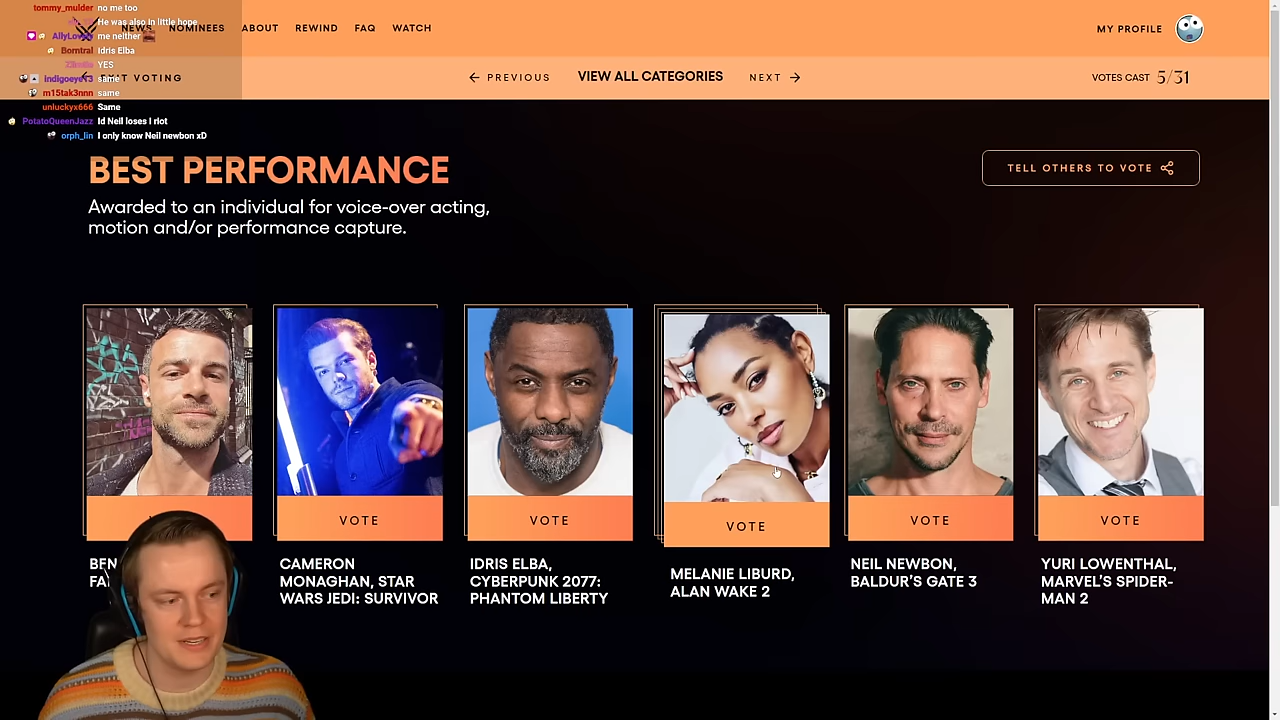 tommy_mulder no me too
He was also in little hope
NEWS NOMINEES ABOUT REWIND FAQ WATCH
MY PROFILE
me neither
Borntral Idris Elba
YES
indigoeye13 same
VOTING
PREVIOUS
VIEW ALL CATEGORIES
NEXT
VOTES CAST 5/31
m15tak3nnn same
unluckyx666 Same
PotatoQueenJazz Id Neil loses I riot
orph_lin I only know Neil newbon xD
BEST PERFORMANCE
TELL OTHERS TO VOTE
Awarded to an individual for voice-over acting,
motion and/or performance capture.
VOTE
VOTE
VOTE
VOTE
VOTE
BEN
CAMERON
MONAGHAN, STAR
WARS JEDI: SURVIVOR
IDRIS ELBA,
CYBERPUNK 2077:
PHANTOM LIBERTY
MELANIE LIBURD,
ALAN WAKE 2
NEIL NEWBON,
BALDUR'S GATE 3
YURI LOWENTHAL,
MARVEL'S SPIDER-
MAN 2